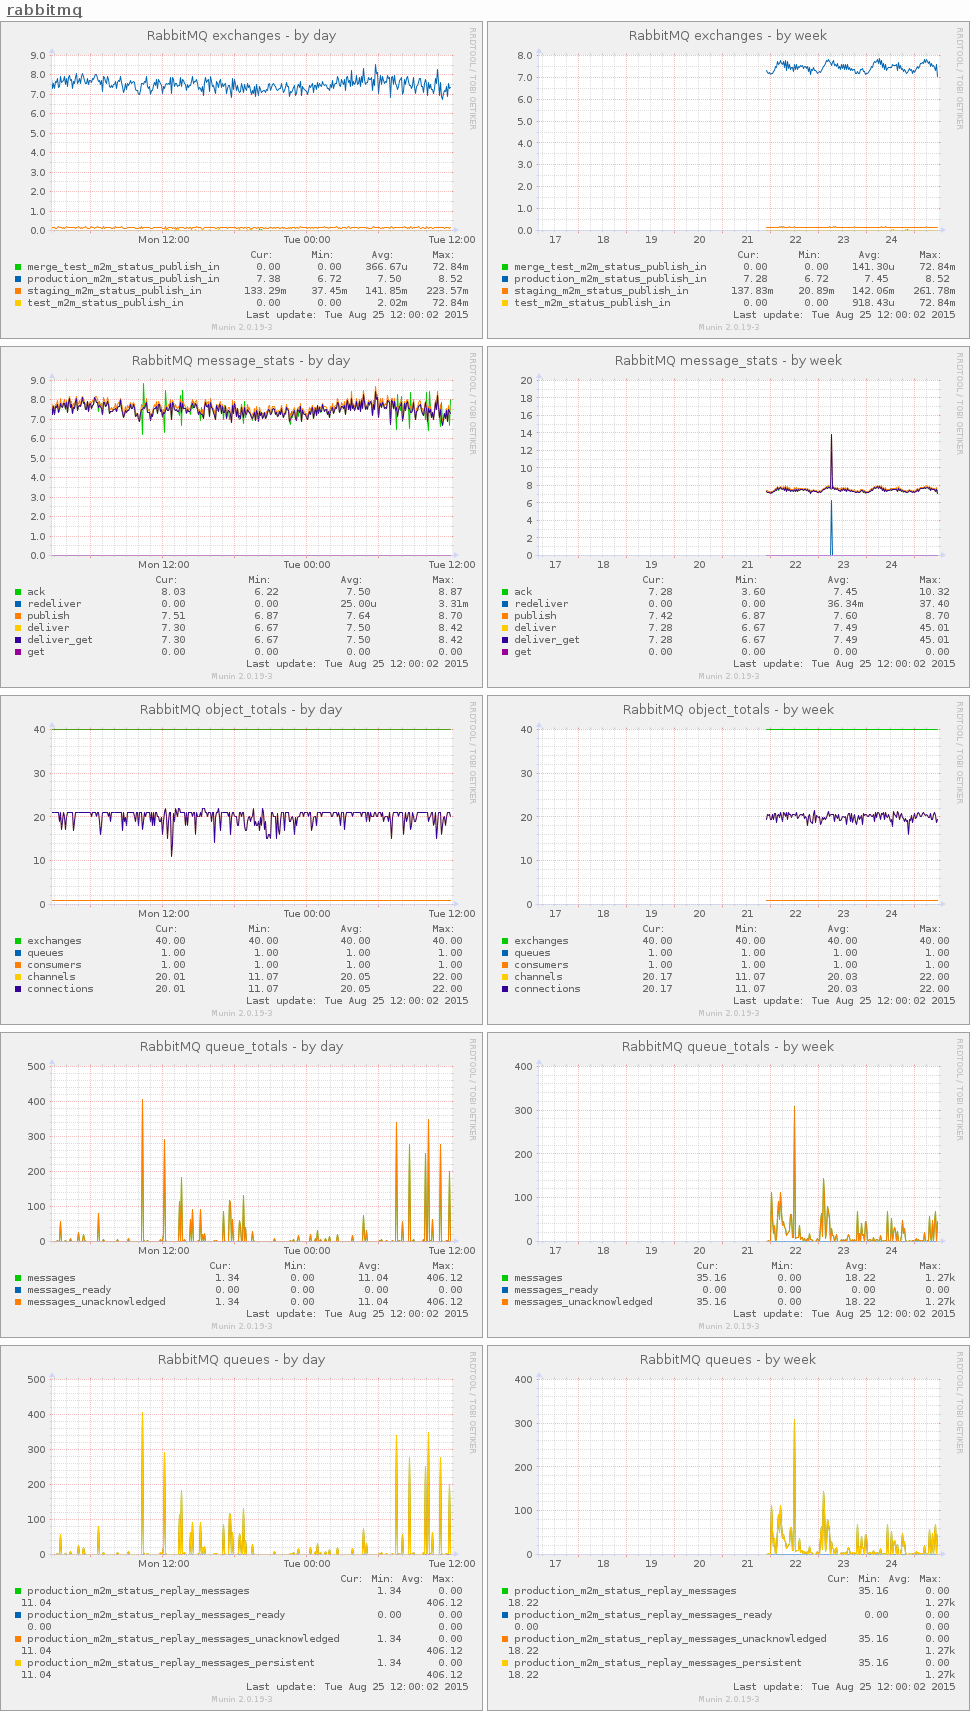 rabbitmq
RabbitMQ exchanges - by day
RRDTOOL / TOBI OETIKER
9.0
8.0
7.0
6.0
5.0
4.0
3.0
2.0
1.0
0.0
Mon 12:00 Tue 00:00 Tue 12:00
Cur: Min: Avg: Max:
merge_test_m2m_status_publish_in 0.00 0.00 366.67u 72.84m
production_m2m_status_publish_in 7.38 6.72 7.50 8.52
staging_m2m_status_publish_in 133.29m 37.45m 141.85m 223.57m
test_m2m_status_publish_in 0.00 0.00 2.02m 72.84m
Last update: Tue Aug 25 12:00:02 2015
Munin 2.0.19-3
RabbitMQ exchanges - by week
RRDTOOL / TOBI OETIKER
8.0
7.0
6.0
5.0
4.0
3.0
2.0
1.0
0.0
17 18 19 20 21 22 23 24
Cur: Min: Avg: Max:
merge_test_m2m_status_publish_in 0.00 0.00 141.30u 72.84m
production_m2m_status_publish_in 7.28 6.72 7.45 8.52
staging_m2m_status_publish_in 137.83m 20.89m 142.06m 261.78m
test_m2m_status_publish_in 0.00 0.00 918.43u 72.84m
Last update: Tue Aug 25 12:00:02 2015
Munin 2.0.19-3
RabbitMQ message_stats - by day
RRDTOOL / TOBI OETIKER
9.0
8.0
7.0
6.0
5.0
4.0
3.0
2.0
1.0
0.0
Mon 12:00 Tue 00:00 Tue 12:00
Cur: Min: Avg: Max:
ack 8.03 6.22 7.50 8.87
redeliver 0.00 0.00 25.00u 3.31m
publish 7.51 6.87 7.64 8.70
deliver 7.30 6.67 7.50 8.42
deliver_get 7.30 6.67 7.50 8.42
get 0.00 0.00 0.00 0.00
Last update: Tue Aug 25 12:00:02 2015
Munin 2.0.19-3
RabbitMQ message_stats - by week
RRDTOOL / TOBI OETIKER
20
18
16
14
12
10
8
6
4
2
0
17 18 19 20 21 22 23 24
Cur: Min: Avg: Max:
ack 7.28 3.60 7.45 10.32
redeliver 0.00 0.00 36.34m 37.40
publish 7.42 6.87 7.60 8.70
deliver 7.28 6.67 7.49 45.01
deliver_get 7.28 6.67 7.49 45.01
get 0.00 0.00 0.00 0.00
Last update: Tue Aug 25 12:00:02 2015
Munin 2.0.19-3
RabbitMQ object_totals - by day
RRDTOOL / TOBI OETIKER
40
30
20
10
0
Mon 12:00 Tue 00:00 Tue 12:00
Cur: Min: Avg: Max:
exchanges 40.00 40.00 40.00 40.00
queues 1.00 1.00 1.00 1.00
consumers 1.00 1.00 1.00 1.00
channels 20.01 11.07 20.05 22.00
connections 20.01 11.07 20.05 22.00
Last update: Tue Aug 25 12:00:02 2015
Munin 2.0.19-3
RabbitMQ object_totals - by week
RRDTOOL / TOBI OETIKER
40
30
20
10
0
17 18 19 20 21 22 23 24
Cur: Min: Avg: Max:
exchanges 40.00 40.00 40.00 40.00
queues 1.00 1.00 1.00 1.00
consumers 1.00 1.00 1.00 1.00
channels 20.17 11.07 20.03 22.00
connections 20.17 11.07 20.03 22.00
Last update: Tue Aug 25 12:00:02 2015
Munin 2.0.19-3
RabbitMQ queue_totals - by day
RRDTOOL / TOBI OETIKER
500
400
300
200
100
0
Mon 12:00 Tue 00:00 Tue 12:00
Cur: Min: Avg: Max:
messages 1.34 0.00 11.04 406.12
messages_ready 0.00 0.00 0.00 0.00
messages_unacknowledged 1.34 0.00 11.04 406.12
Last update: Tue Aug 25 12:00:02 2015
Munin 2.0.19-3
RabbitMQ queue_totals - by week
RRDTOOL / TOBI OETIKER
400
300
200
100
0
17 18 19 20 21 22 23 24
Cur: Min: Avg: Max:
messages 35.16 0.00 18.22 1.27k
messages_ready 0.00 0.00 0.00 0.00
messages_unacknowledged 35.16 0.00 18.22 1.27k
Last update: Tue Aug 25 12:00:02 2015
Munin 2.0.19-3
RabbitMQ queues - by day
RRDTOOL / TOBI OETIKER
500
400
300
200
100
0
Mon 12:00 Tue 00:00 Tue 12:00
Cur: Min: Avg: Max:
production_m2m_status_replay_messages 1.34 0.00
11.04 406.12
production_m2m_status_replay_messages_ready 0.00 0.00
0.00 0.00
production_m2m_status_replay_messages_unacknowledged 1.34 0.00
11.04 406.12
production_m2m_status_replay_messages_persistent 1.34 0.00
11.04 406.12
Last update: Tue Aug 25 12:00:02 2015
Munin 2.0.19-3
RabbitMQ queues - by week
RRDTOOL / TOBI OETIKER
400
300
200
100
0
17 18 19 20 21 22 23 24
Cur: Min: Avg: Max:
production_m2m_status_replay_messages 35.16 0.00
18.22 1.27k
production_m2m_status_replay_messages_ready 0.00 0.00
0.00 0.00
production_m2m_status_replay_messages_unacknowledged 35.16 0.00
18.22 1.27k
production_m2m_status_replay_messages_persistent 35.16 0.00
18.22 1.27k
Last update: Tue Aug 25 12:00:02 2015
Munin 2.0.19-3